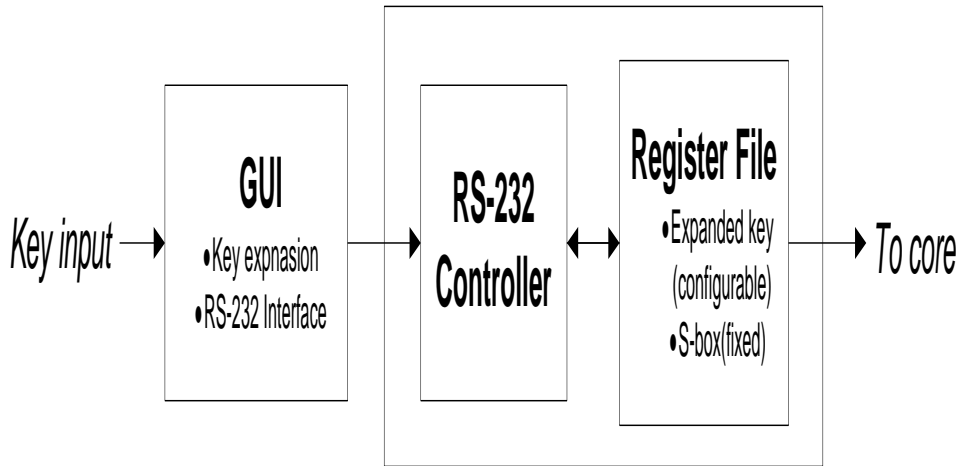 Key input
GUI
•Key expnasion
•RS-232 Interface
RS-232
Controller
Register File
•Expanded key
(configurable)
•S-box(fixed)
To core